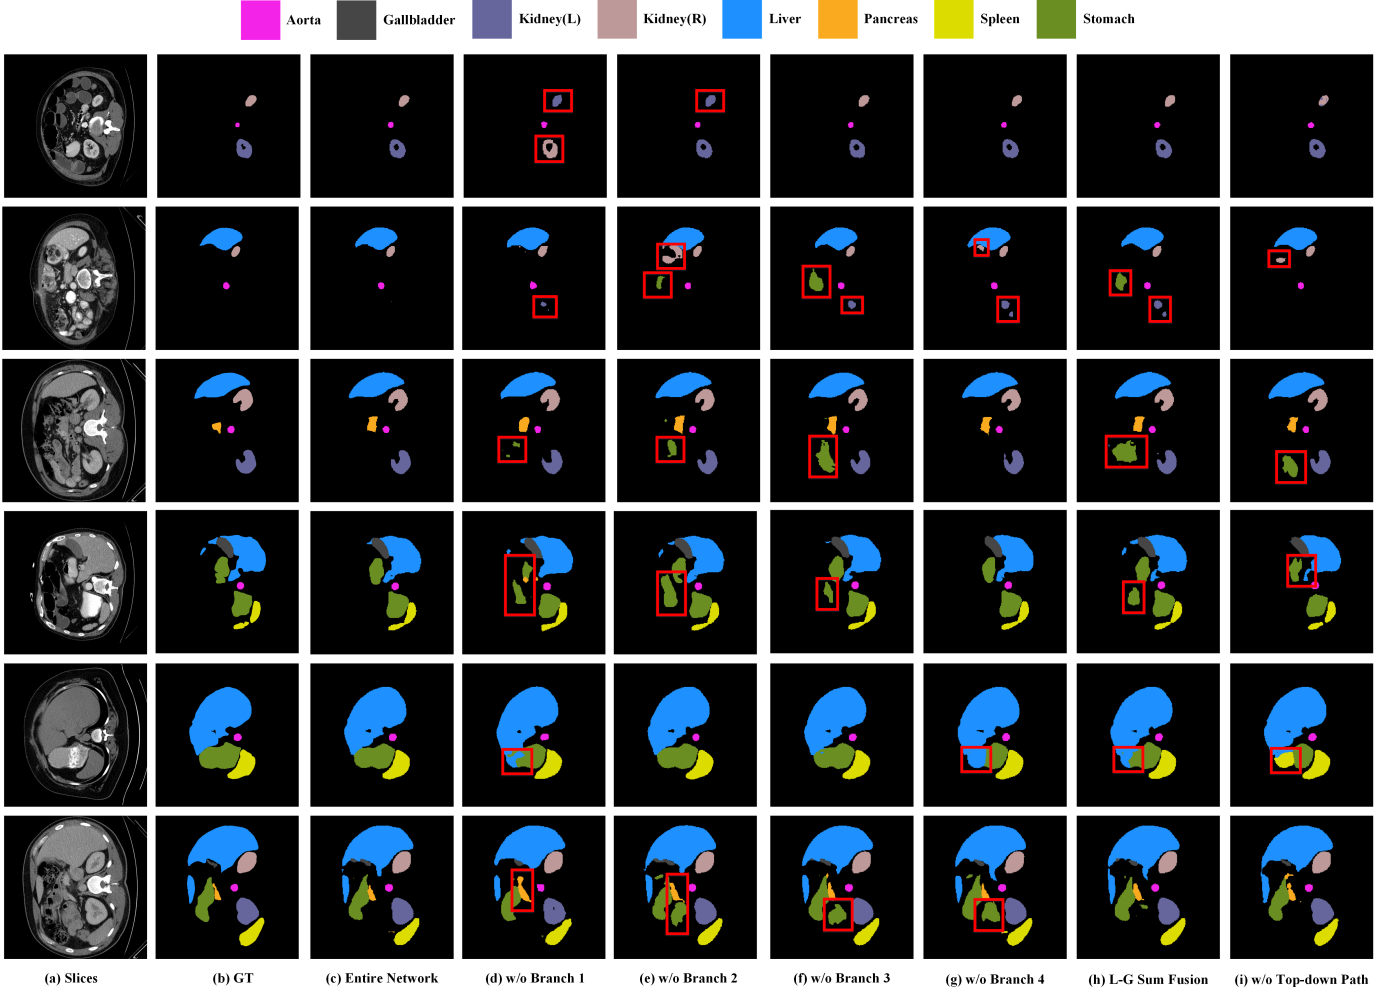 Aorta Gallbladder Kidney(L) Kidney(R) Liver Pancreas Spleen Stomach
(a) Slices (b) GT (c) Entire Network (d) w/o Branch 1 (e) w/o Branch 2 (f) w/o Branch 3 (g) w/o Branch 4 (h) L-G Sum Fusion (i) w/o Top-down Path